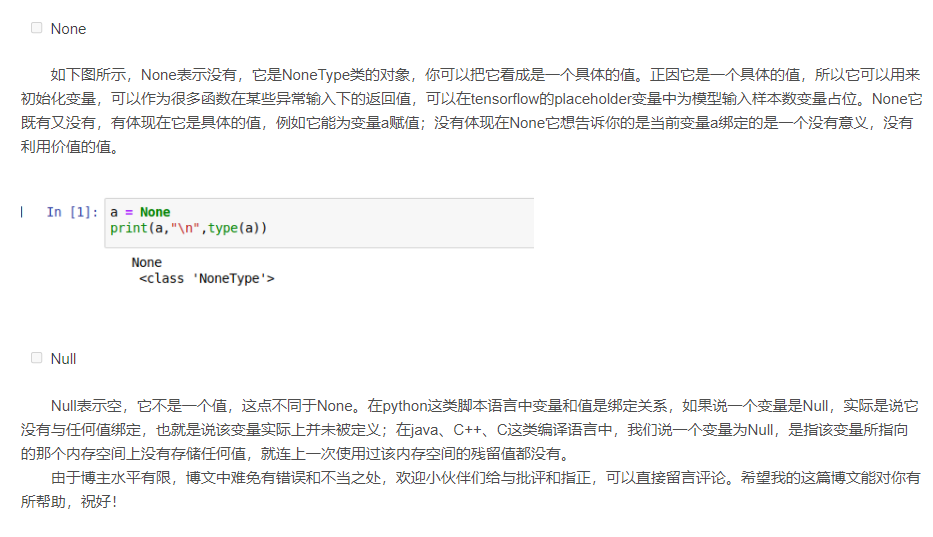 None
如下图所示，None表示没有，它是NoneType类的对象，你可以把它看成是一个具体的值。正因它是一个具体的值，所以它可以用来
初始化变量，可以作为很多函数在某些异常输入下的返回值，可以在tensorflow的placeholder变量中为模型输入样本数变量占位。None它
既有又没有，有体现在它是具体的值，例如它能为变量a赋值；没有体现在None它想告诉你的是当前变量a绑定的是一个没有意义，没有
利用价值的值。
In [1]: a = None
print(a,"\n",type(a))
None
<class 'NoneType'>
Null
Null表示空，它不是一个值，这点不同于None。在python这类脚本语言中变量和值是绑定关系，如果说一个变量是Null，实际是说它
没有与任何值绑定，也就是说该变量实际上并未被定义；在java、C++、C这类编译语言中，我们说一个变量为Null，是指该变量所指向
的那个内存空间上没有存储任何值，就连上一次使用过该内存空间的残留值都没有。
由于博主水平有限，博文中难免有错误和不当之处，欢迎小伙伴们给与批评和指正，可以直接留言评论。希望我的这篇博文能对你有
所帮助，祝好！